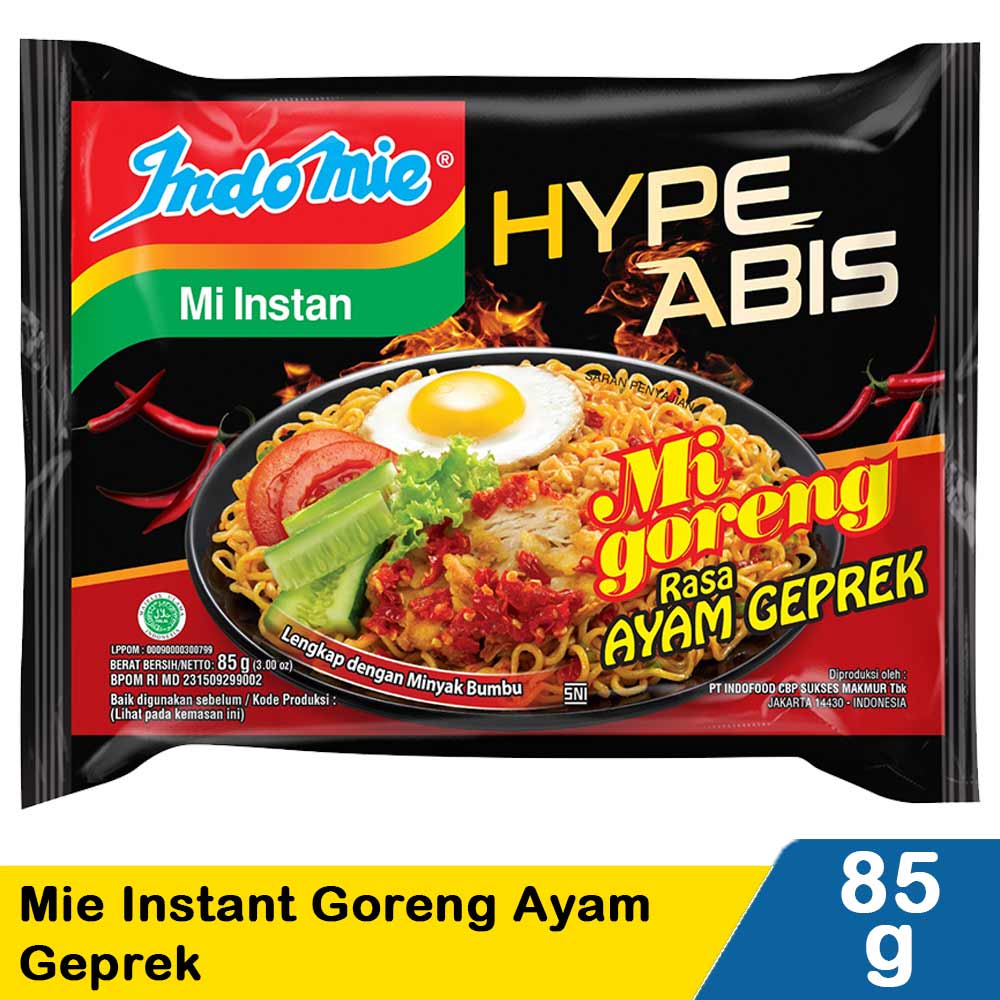 IndoMie®
Mi Instan
HYPE
ABIS
SARAN PENYAJIAN
Mi
goreng
Rasa
AYAM GEPREK
Lengkap dengan Minyak Bumbu
SNI
HALAL
INDONESIA
LPPOM : 00090000300799
BERAT BERSIH/NETTO: 85 g (3.00 oz)
BPOM RI MD 231509299002
Baik digunakan sebelum / Kode Produksi :
(Lihat pada kemasan ini)
Diproduksi oleh :
PT INDOFOOD CBP SUKSES MAKMUR Tbk
JAKARTA 14430 - INDONESIA
Mie Instant Goreng Ayam
Geprek
85
g